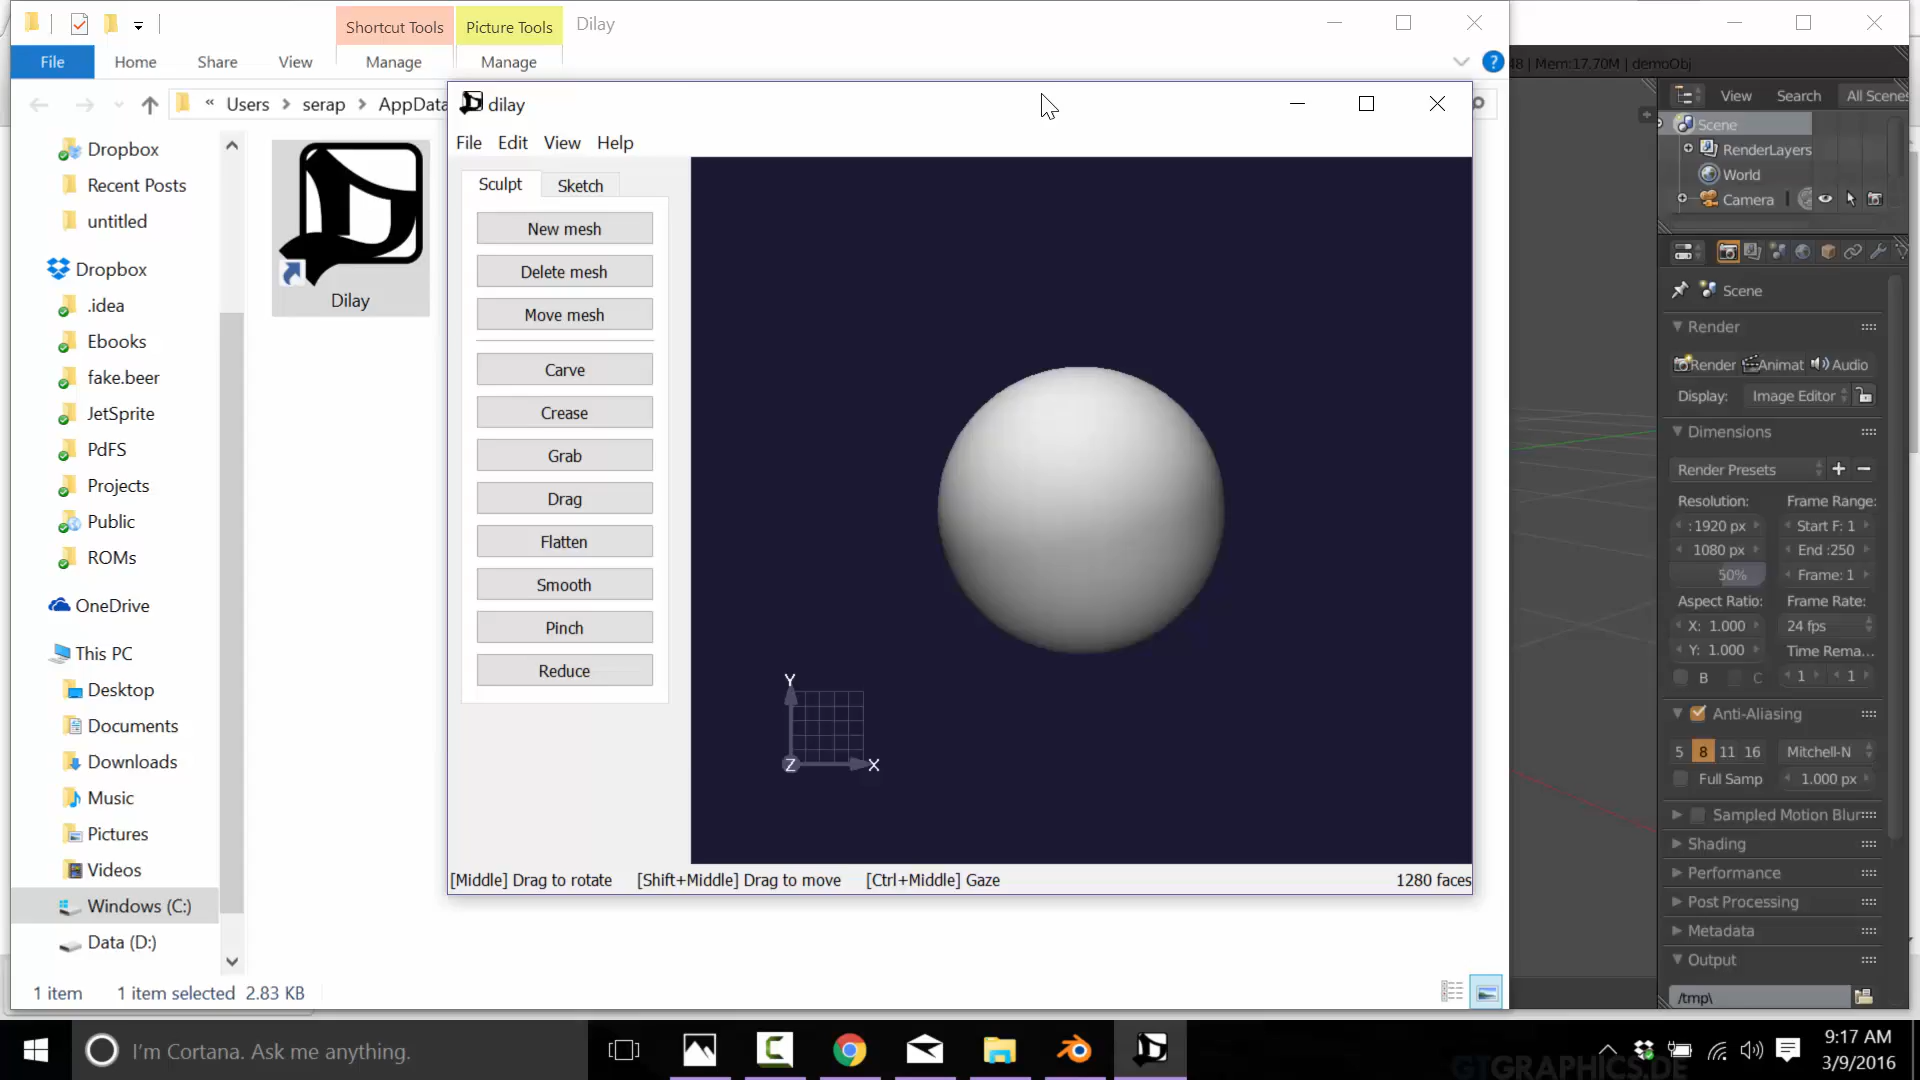 Shortcut Tools
Picture Tools
Dilay
File
Home
Share
View
Manage
Manage
« Users › serap › AppData
Dropbox
Recent Posts
untitled
Dropbox
.idea
Ebooks
fake.beer
JetSprite
PdFS
Projects
Public
ROMs
OneDrive
This PC
Desktop
Documents
Downloads
Music
Pictures
Videos
Windows (C:)
Data (D:)
1 item
1 item selected 2.83 KB
Dilay
dilay
File Edit View Help
Sculpt
Sketch
New mesh
Delete mesh
Move mesh
Carve
Crease
Grab
Drag
Flatten
Smooth
Pinch
Reduce
Y
Z
X
[Middle] Drag to rotate
[Shift+Middle] Drag to move
[Ctrl+Middle] Gaze
1280 faces
| Mem:17.70M | demoObj
View
Search
All Scenes
Scene
RenderLayers
World
Camera
Scene
Render
Render
Animat
Audio
Display:
Image Editor
Dimensions
Render Presets
Resolution:
Frame Range:
: 1920 px
Start F: 1
1080 px
End :250
50%
Frame: 1
Aspect Ratio:
Frame Rate:
X: 1.000
24 fps
Y: 1.000
Time Rema...
B
C
1
1
Anti-Aliasing
5
8
11
16
Mitchell-N
Full Samp
1.000 px
Sampled Motion Blur
Shading
Performance
Post Processing
Metadata
Output
/tmp\
I'm Cortana. Ask me anything.
9:17 AM
3/9/2016
GTGRAPHICS.DE